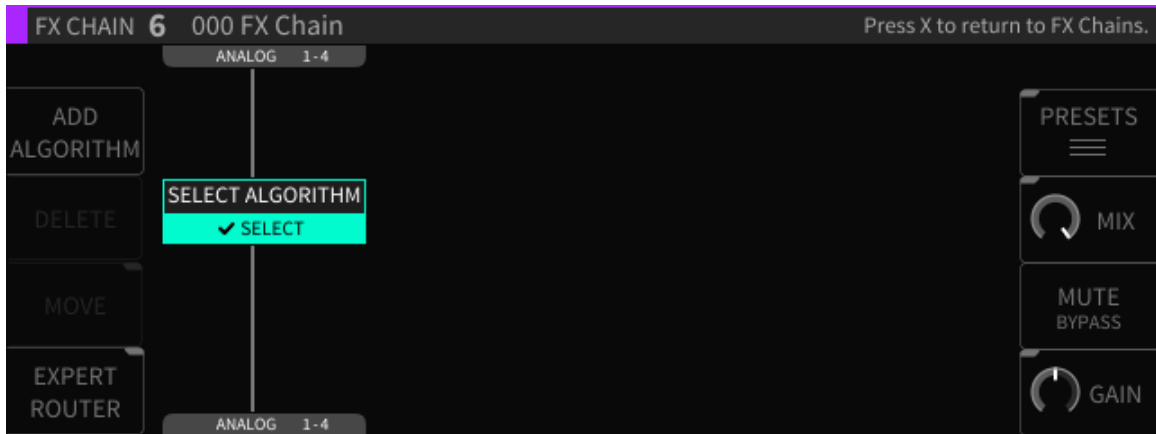 FX CHAIN 6 000 FX Chain Press X to return to FX Chains.
ANALOG 1-4
ADD
ALGORITHM
PRESETS
SELECT ALGORITHM
✔ SELECT
DELETE
MIX
MOVE
MUTE
BYPASS
EXPERT
ROUTER
GAIN
ANALOG 1-4